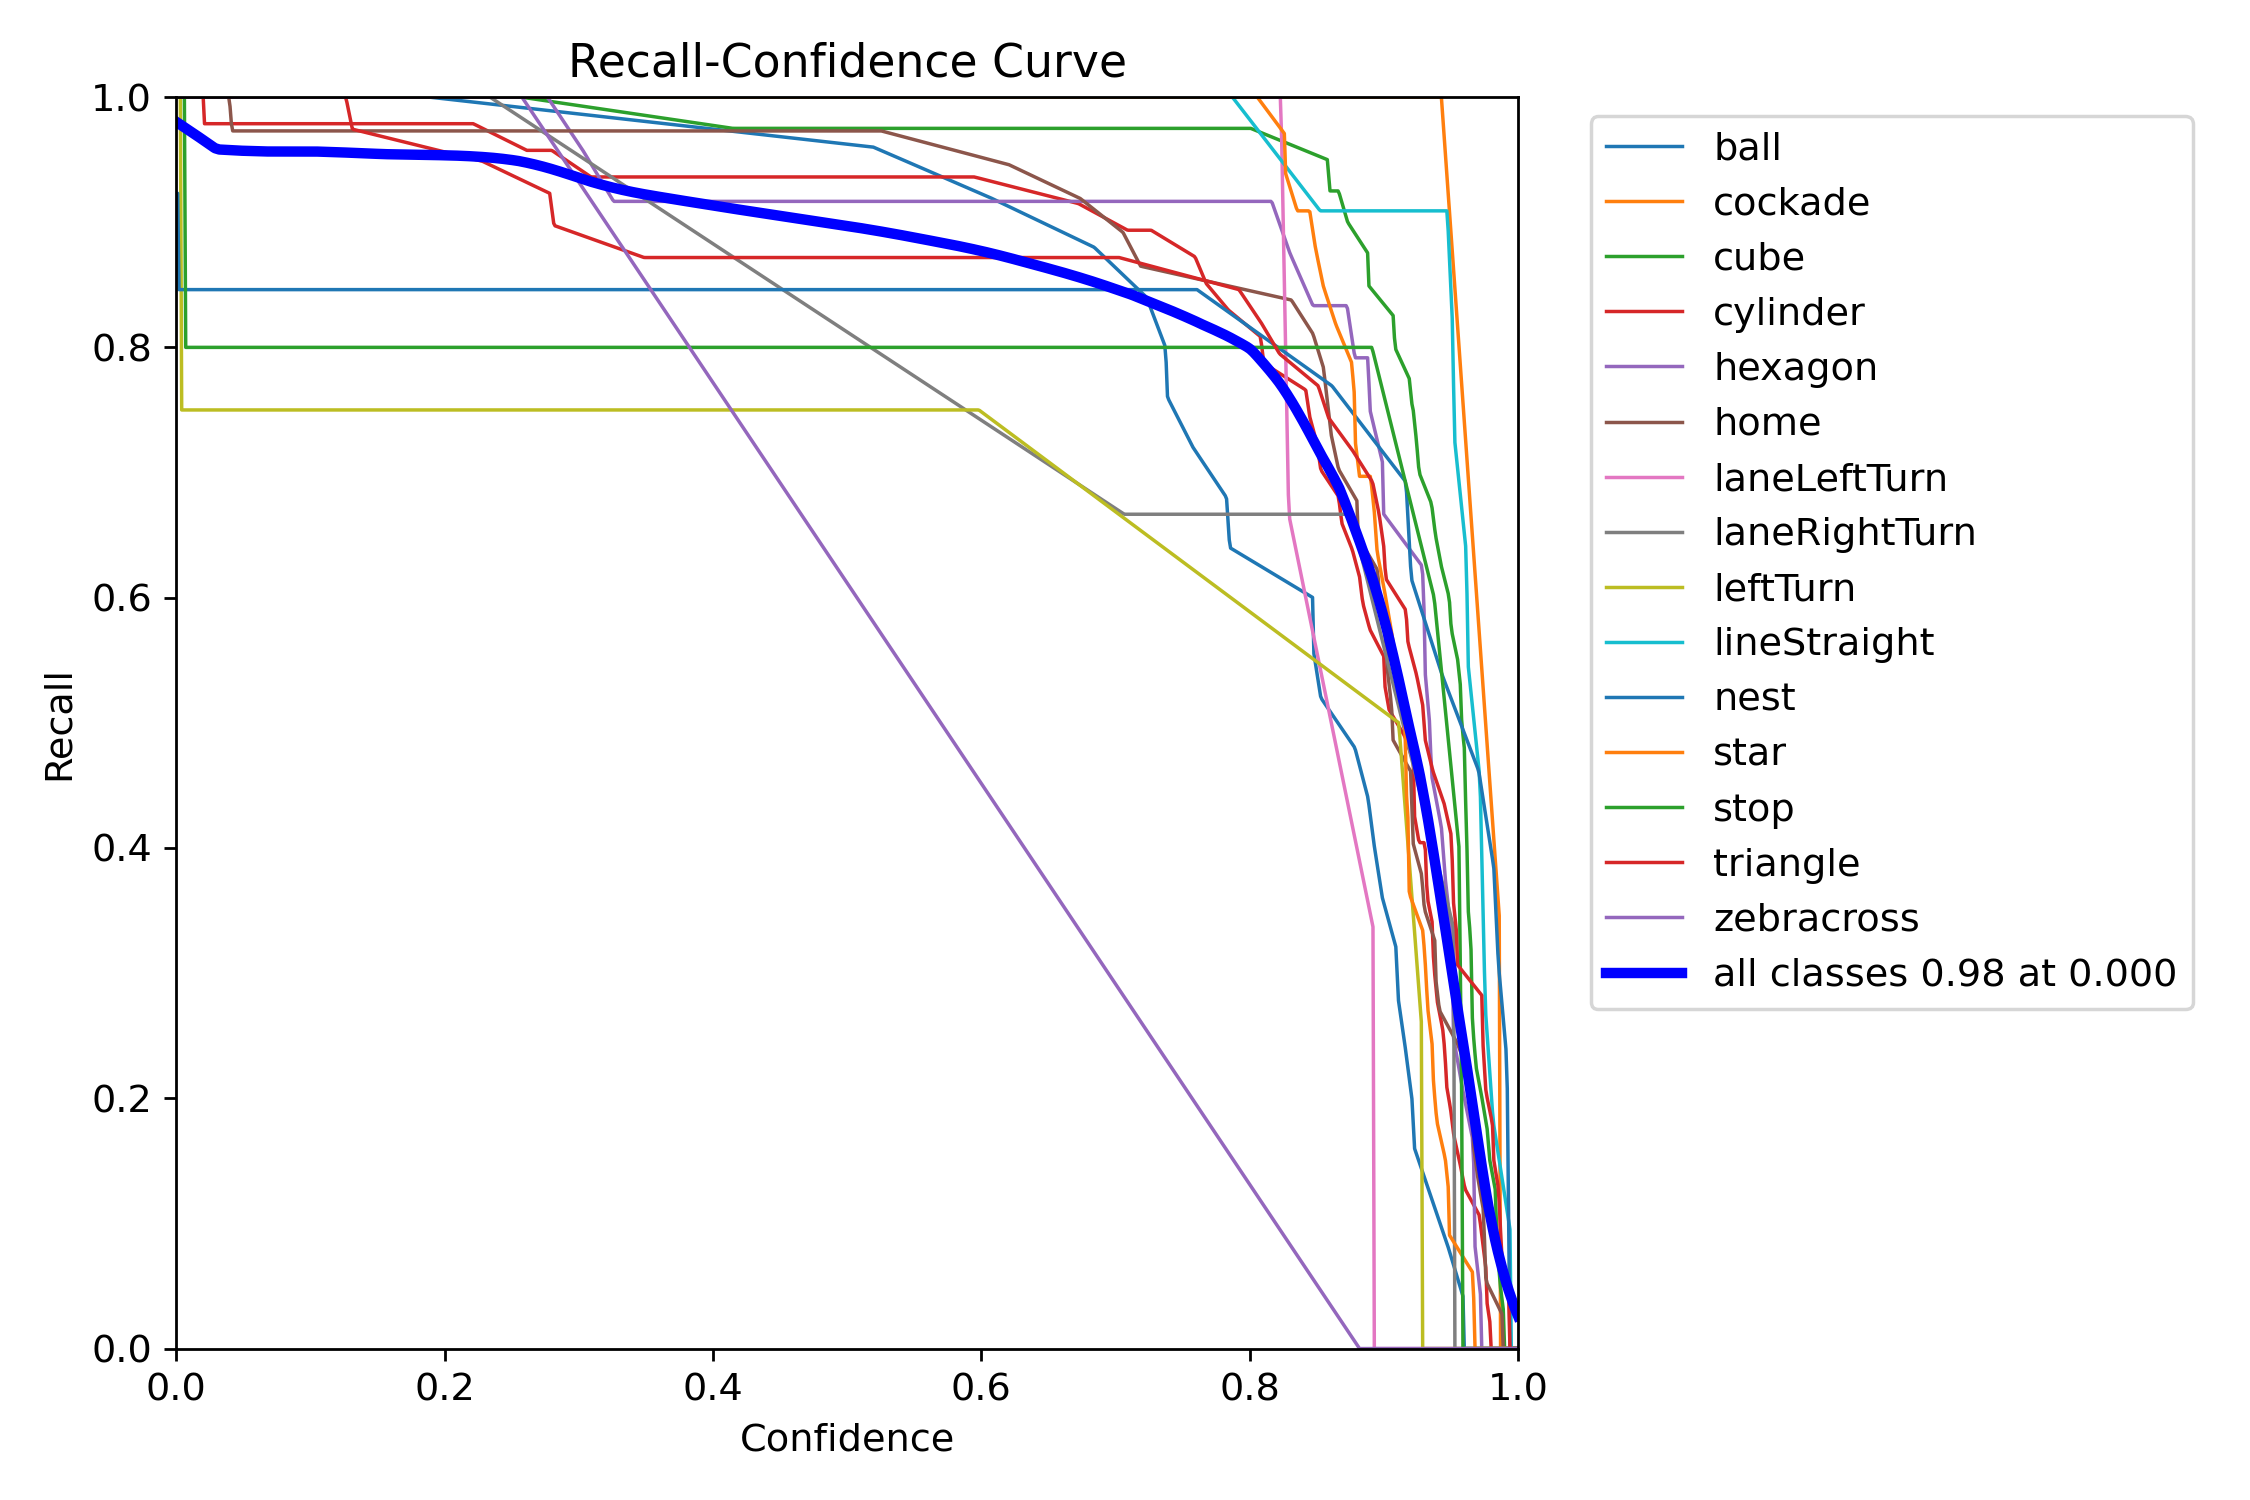 Recall-Confidence Curve
1.0
0.8
0.6
0.4
0.2
0.0
Recall
0.0 0.2 0.4 0.6 0.8 1.0
Confidence
ball
cockade
cube
cylinder
hexagon
home
laneLeftTurn
laneRightTurn
leftTurn
lineStraight
nest
star
stop
triangle
zebracross
all classes 0.98 at 0.000